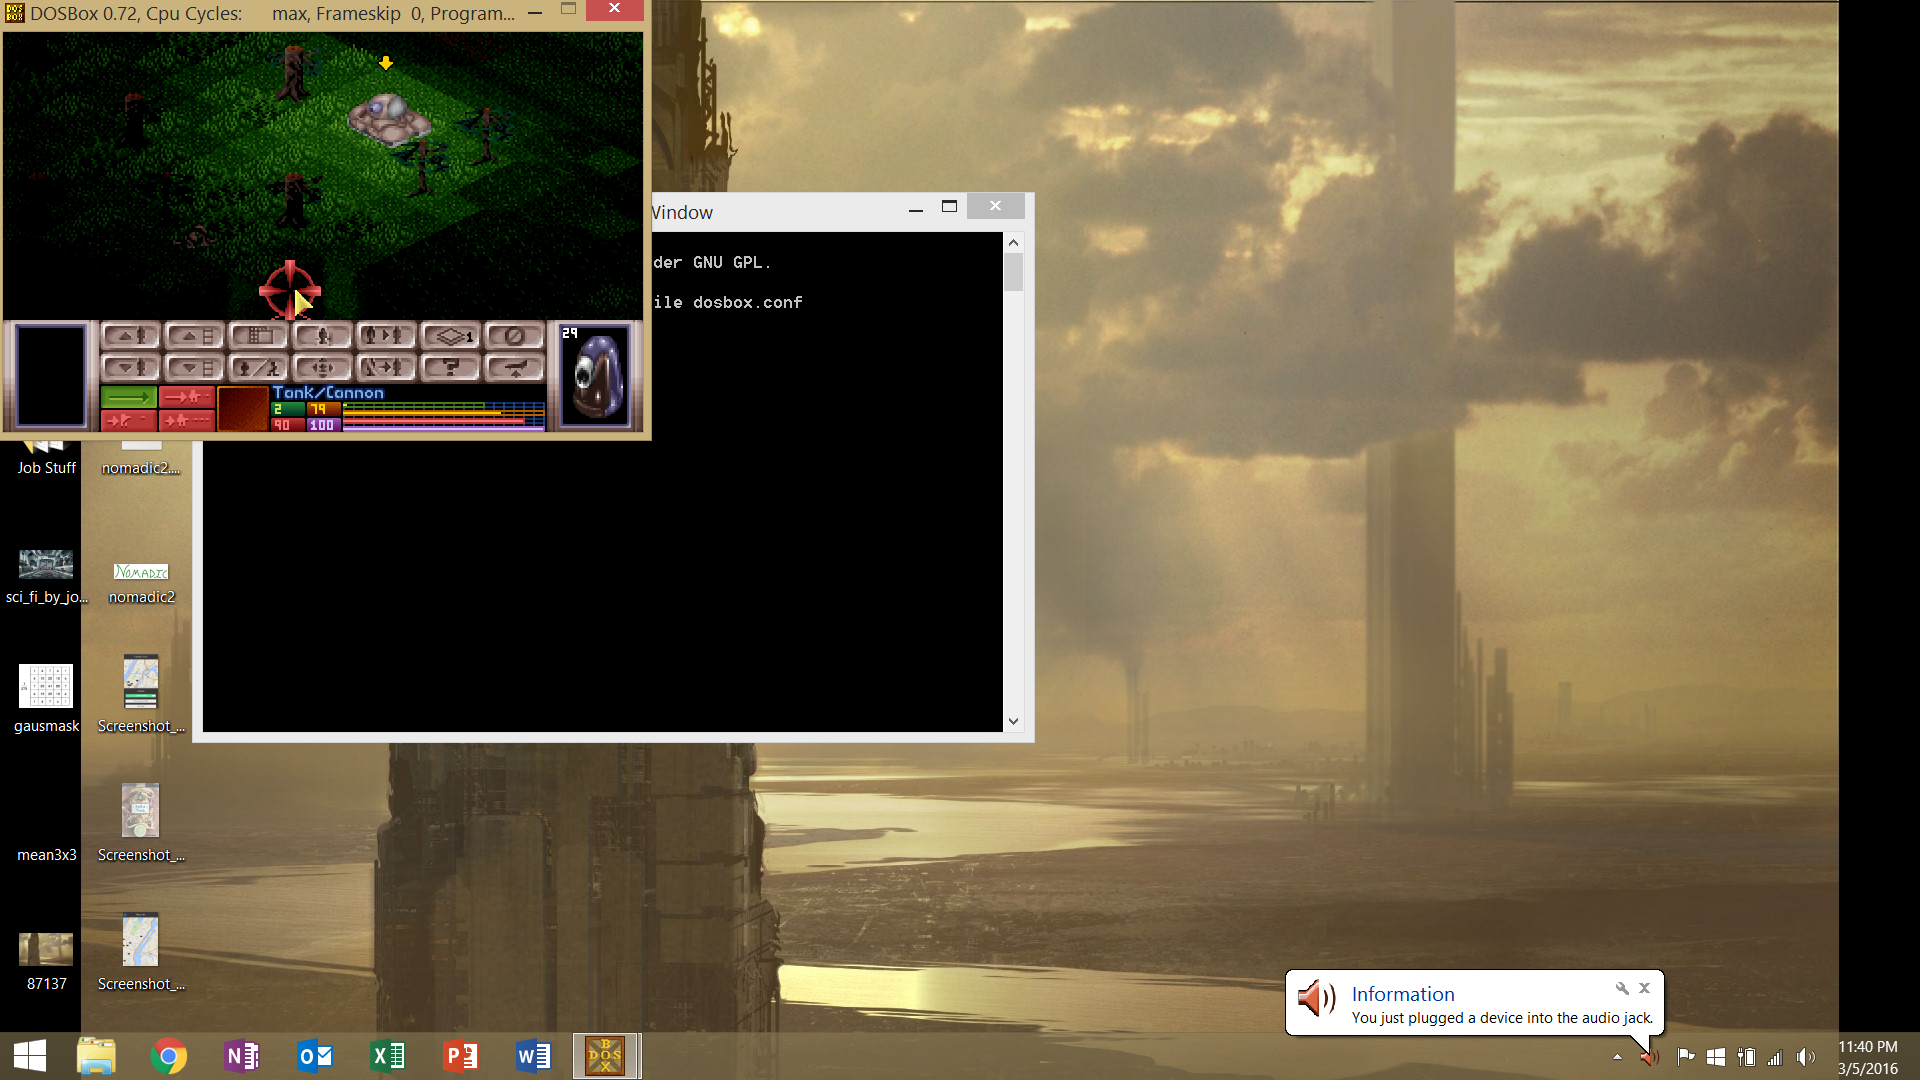 DOSBox 0.72, Cpu Cycles: max, Frameskip 0, Program...
Window
der GNU GPL.
ile dosbox.conf
1
29
Tank/Cannon
2 79
90 100
Job Stuff
nomadic2....
sci_fi_by_jo...
NOMADIC
nomadic2
gausmask
Screenshot_...
mean3x3
Screenshot_...
87137
Screenshot_...
Information
You just plugged a device into the audio jack.
11:40 PM
3/5/2016